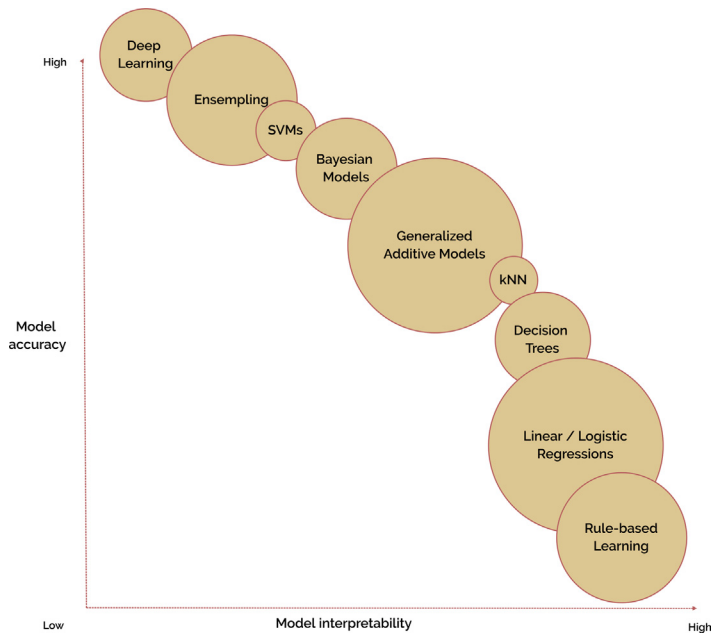 Deep
Learning
High
Ensempling
SVMs
Bayesian
Models
Generalized
Additive Models
kNN
Model
accuracy
Decision
Trees
Linear / Logistic
Regressions
Rule-based
Learning
Low
Model interpretability
High